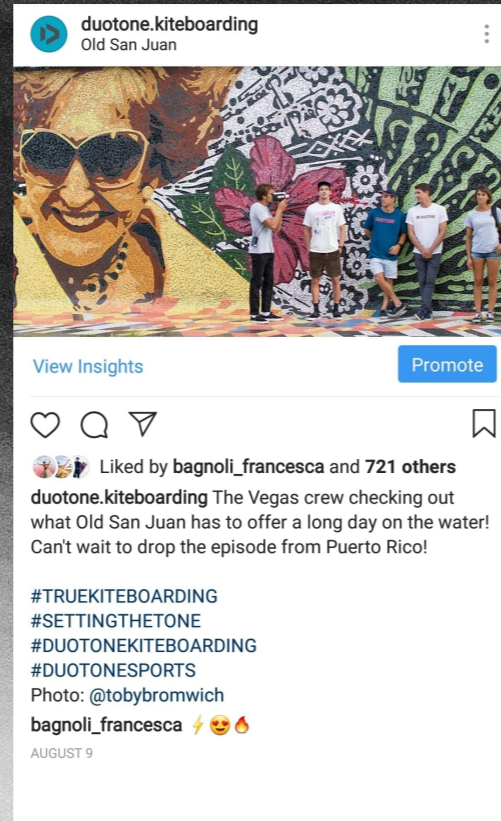 duotone.kiteboarding
Old San Juan
View Insights
Promote
Liked by bagnoli_francesca and 721 others
duotone.kiteboarding The Vegas crew checking out
what Old San Juan has to offer a long day on the water!
Can't wait to drop the episode from Puerto Rico!
#TRUEKITEBOARDING
#SETTINGTHETONE
#DUOTONEKITEBOARDING
#DUOTONESPORTS
Photo: @tobybromwich
bagnoli_francesca ⚡😍🔥
AUGUST 9